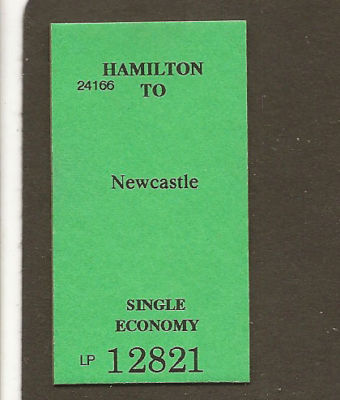 HAMILTON
24166 TO
Newcastle
SINGLE
ECONOMY
LP 12821